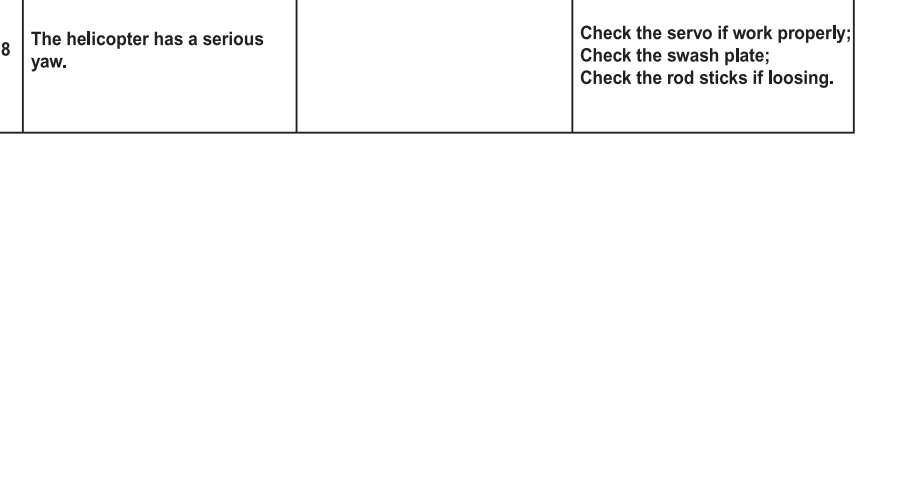 8
The helicopter has a serious
yaw.
Check the servo if work properly;
Check the swash plate;
Check the rod sticks if loosing.